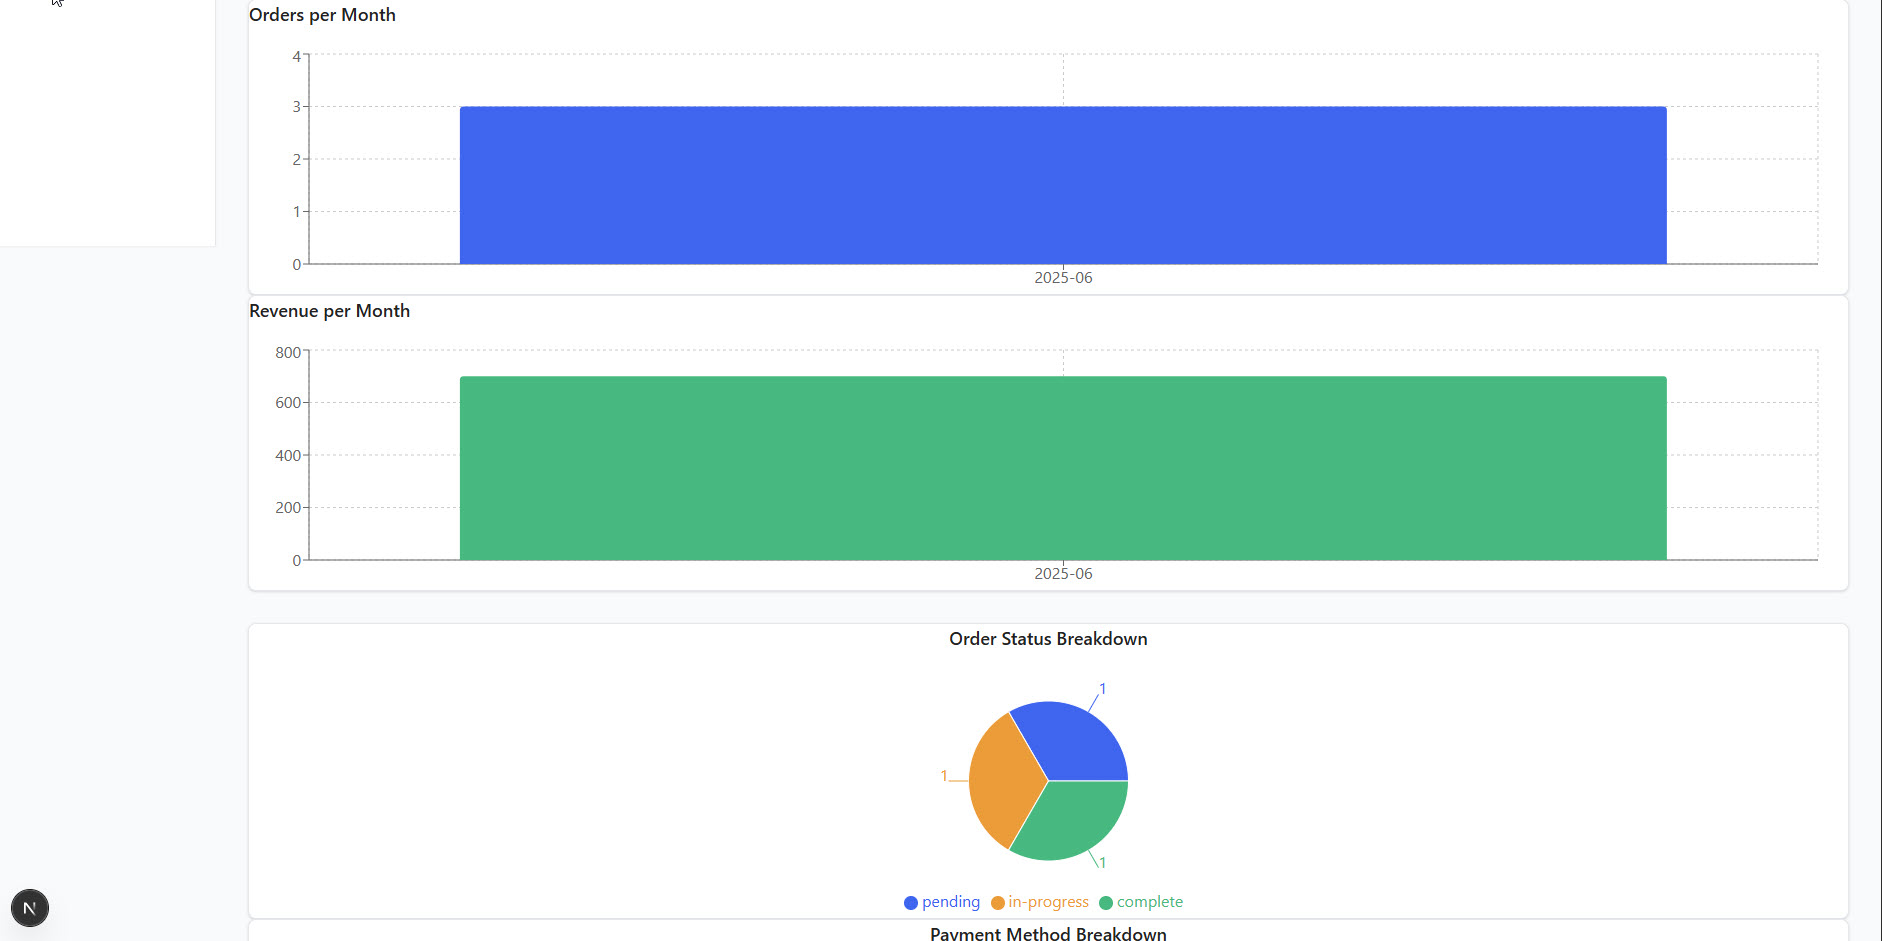 Orders per Month
4
3
2
1
0
2025-06
Revenue per Month
800
600
400
200
0
2025-06
Order Status Breakdown
1
1
1
pending in-progress complete
N
Payment Method Breakdown